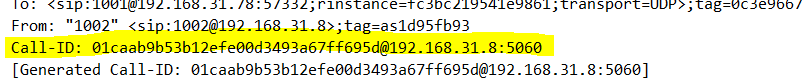 To: <sip:1001@192.168.31.78:57332;rinstance=fc3bc219541e9861;transport=UDP>;tag=0c3e9667
From: "1002" <sip:1002@192.168.31.8>;tag=as1d95fb93
Call-ID: 01caab9b53b12efe00d3493a67ff695d@192.168.31.8:5060
[Generated Call-ID: 01caab9b53b12efe00d3493a67ff695d@192.168.31.8:5060]